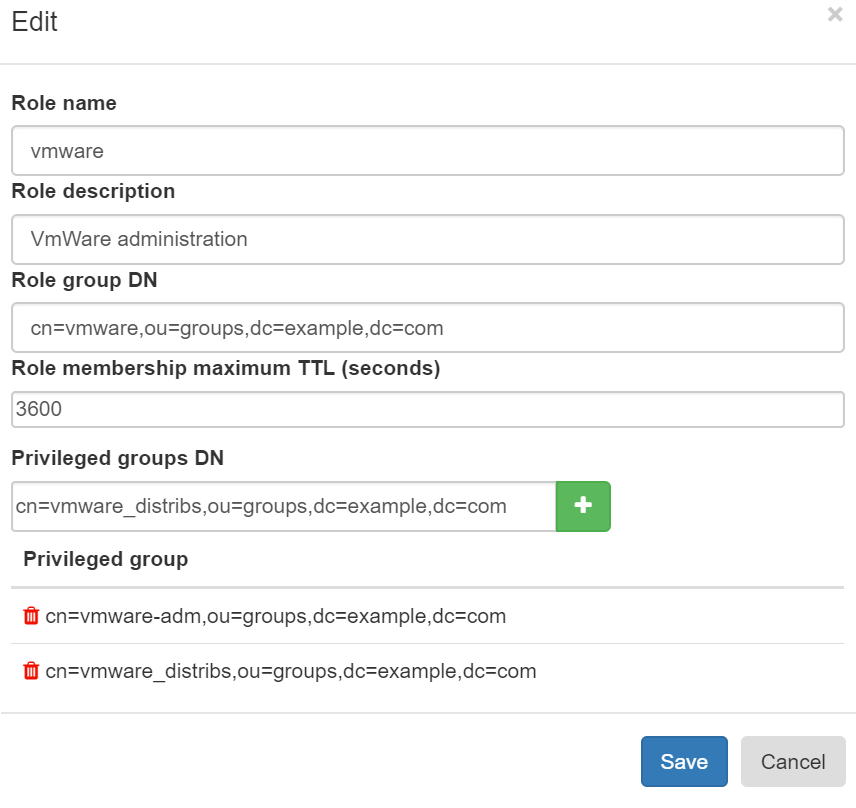 Edit
Role name
vmware
Role description
VmWare administration
Role group DN
cn=vmware,ou=groups,dc=example,dc=com
Role membership maximum TTL (seconds)
3600
Privileged groups DN
cn=vmware_distribs,ou=groups,dc=example,dc=com
Privileged group
cn=vmware-adm,ou=groups,dc=example,dc=com
cn=vmware_distribs,ou=groups,dc=example,dc=com
Save Cancel